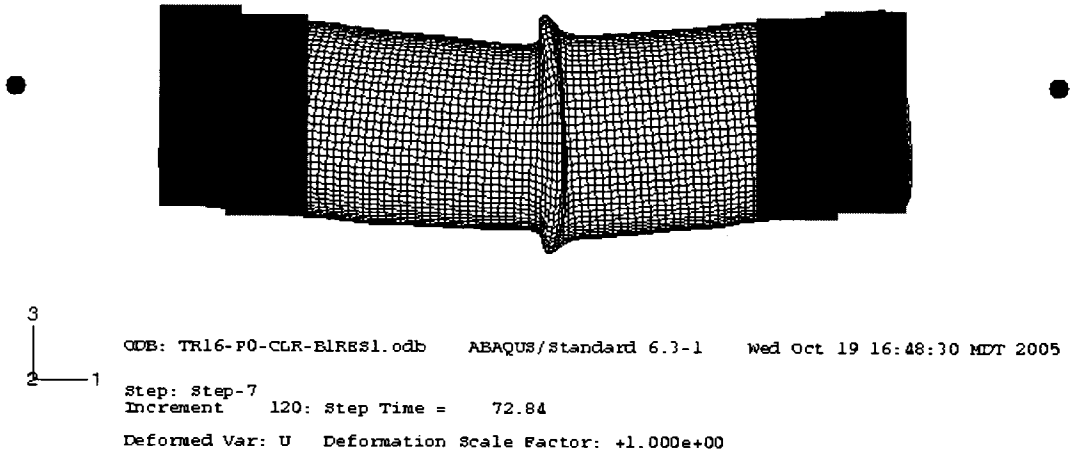 3
2
1
ODB: TR16-P0-CLR-B1RES1.odb ABAQUS/Standard 6.3-1 Wed Oct 19 16:48:30 MDT 2005
Step: Step-7
Increment 120: Step Time = 72.84
Deformed Var: U Deformation Scale Factor: +1.000e+00